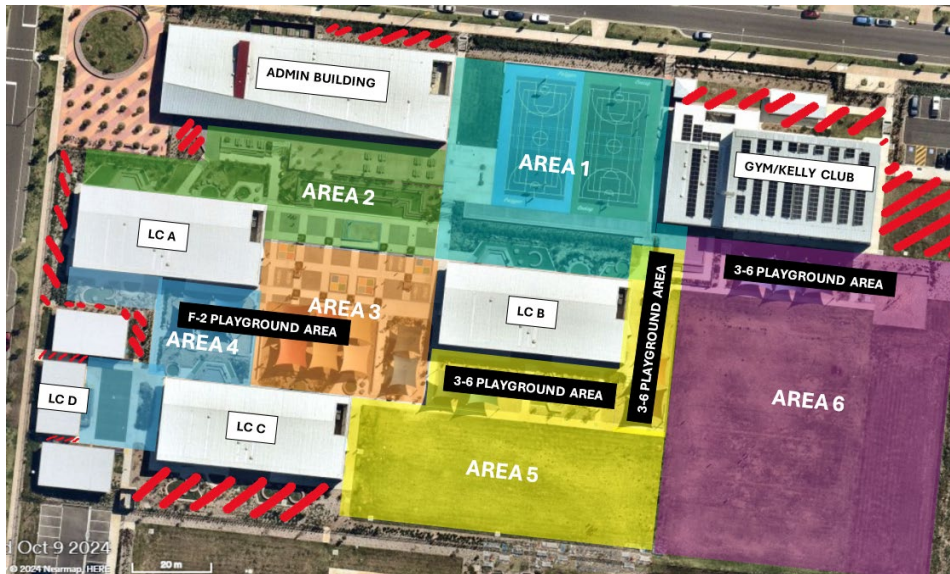 ADMIN BUILDING
AREA 1
GYM/KELLY CLUB
AREA 2
LC A
3-6 PLAYGROUND AREA
3-6 PLAYGROUND AREA
AREA 3
LC B
F-2 PLAYGROUND AREA
AREA 4
3-6 PLAYGROUND AREA
LC D
AREA 6
LC C
AREA 5
Oct 9 2024
© 2024 Nearmap, HERE
20 m